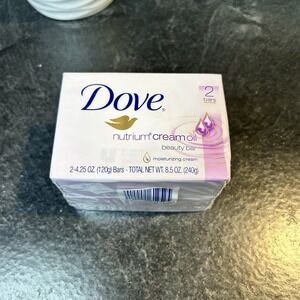 Dove
2
bars
nutrium® cream oil
beauty bar
moisturizing cream
2-4.25 OZ. (120g) Bars - TOTAL NET WT. 8.5 OZ. (240g)